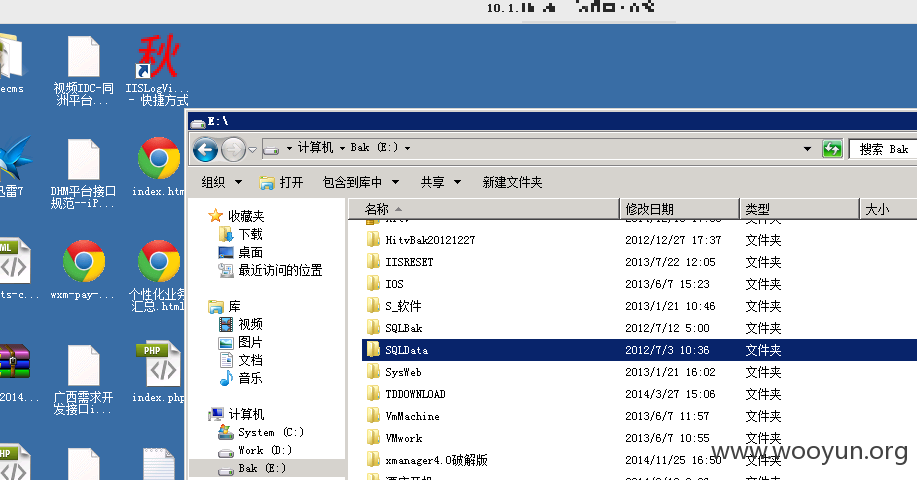 10.1.
ecms
视频IDC-同
洲平台...
秋
IISLogVi...
- 快捷方式
迅雷7
DHM平台接口
规范--iP...
index.htm
ts-c...
wxm-pay-...
个性化业务
汇总.html
2014...
广西需求开
发接口i...
PHP
index.php
E:\
计算机
Bak (E:)
搜索 Bak
组织
打开
包含到库中
共享
新建文件夹
收藏夹
下载
桌面
最近访问的位置
库
视频
图片
文档
音乐
计算机
System (C:)
Work (D:)
Bak (E:)
名称 修改日期 类型 大小
HitvBak20121227 2012/12/27 17:37 文件夹
IISRESET 2013/7/22 12:05 文件夹
IOS 2013/6/7 15:23 文件夹
S_软件 2013/1/21 10:46 文件夹
SQLBak 2012/7/12 5:00 文件夹
SQLData 2012/7/3 10:36 文件夹
SysWeb 2013/1/21 16:02 文件夹
TDDOWNLOAD 2014/3/27 15:06 文件夹
VmMachine 2013/6/7 11:57 文件夹
VMwork 2013/6/7 10:55 文件夹
xmanager4.0破解版 2014/11/25 16:50 文件夹
www.wooyun.org